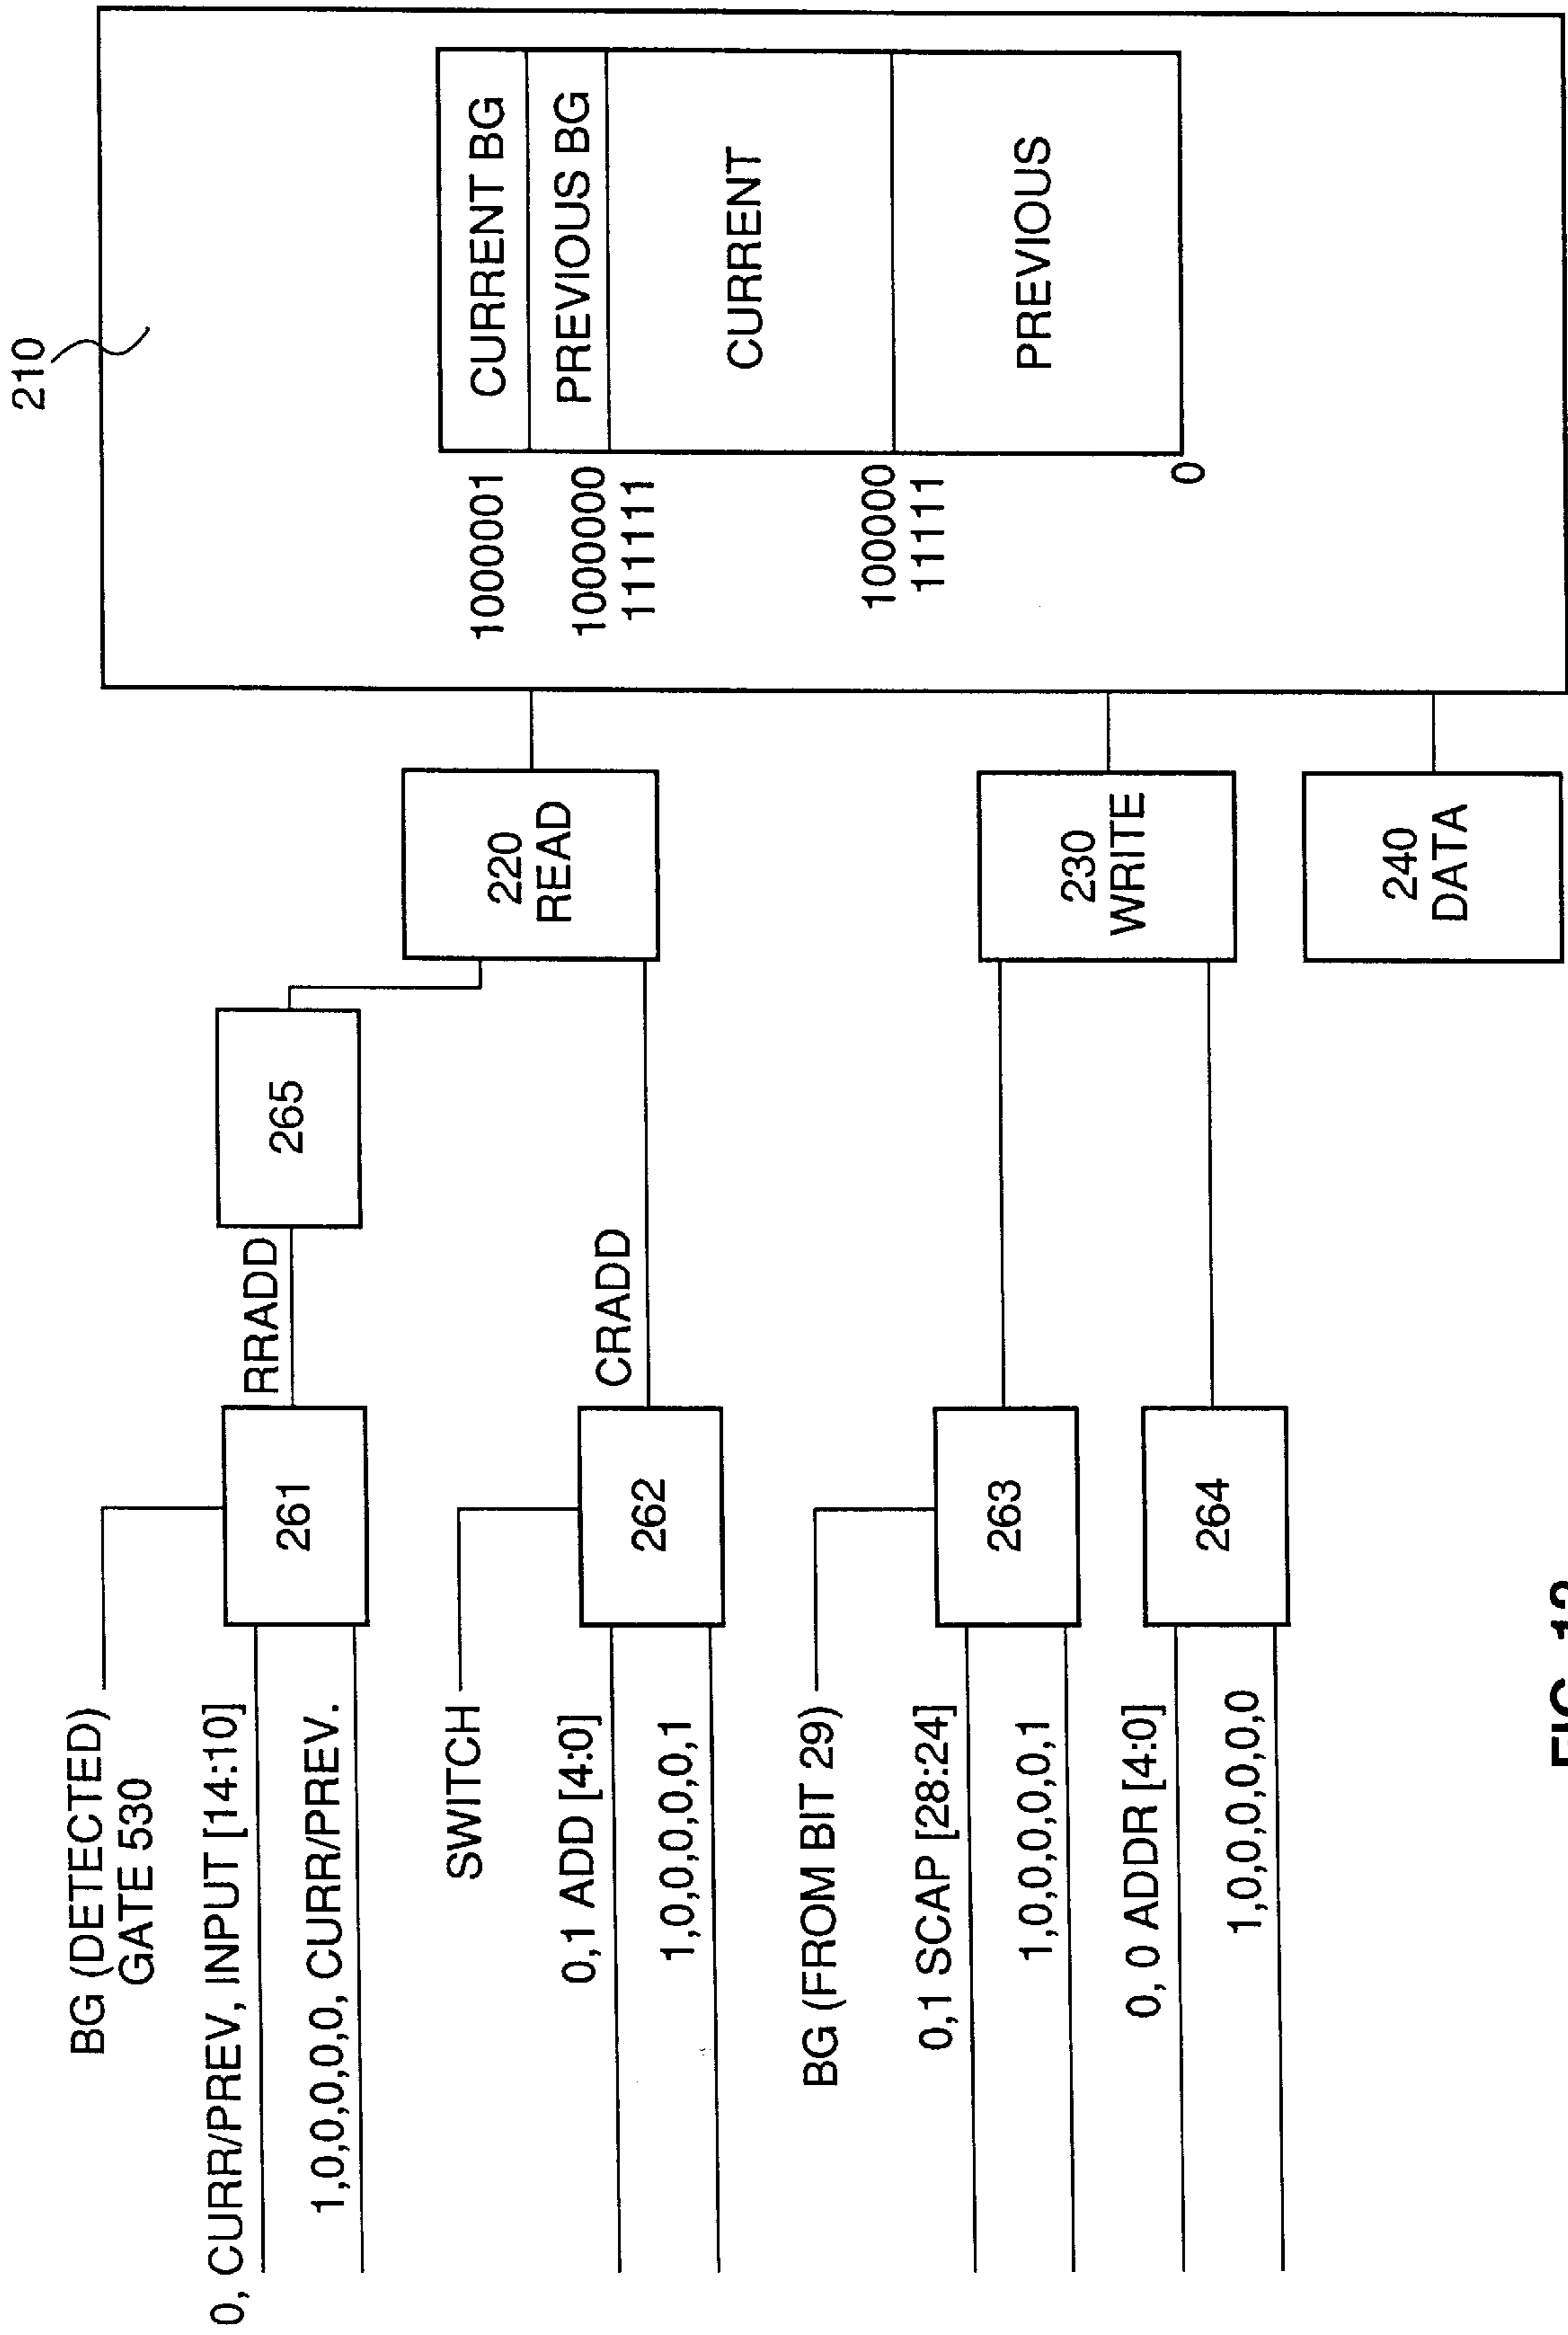 210
BG (DETECTED)
GATE 530
0, CURR/PREV, INPUT [14:10]
1,0,0,0,0,0, CURR/PREV.
261
RRADD
265
SWITCH
0,1 ADD [4:0]
1,0,0,0,0,0,1
262
CRADD
220
READ
BG (FROM BIT 29)
0,1 SCAP [28:24]
1,0,0,0,0,0,1
263
0, 0 ADDR [4:0]
1,0,0,0,0,0,0
264
230
WRITE
240
DATA
1000001
CURRENT BG
1000000
PREVIOUS BG
111111
CURRENT
100000
11111
PREVIOUS
0
FIG.